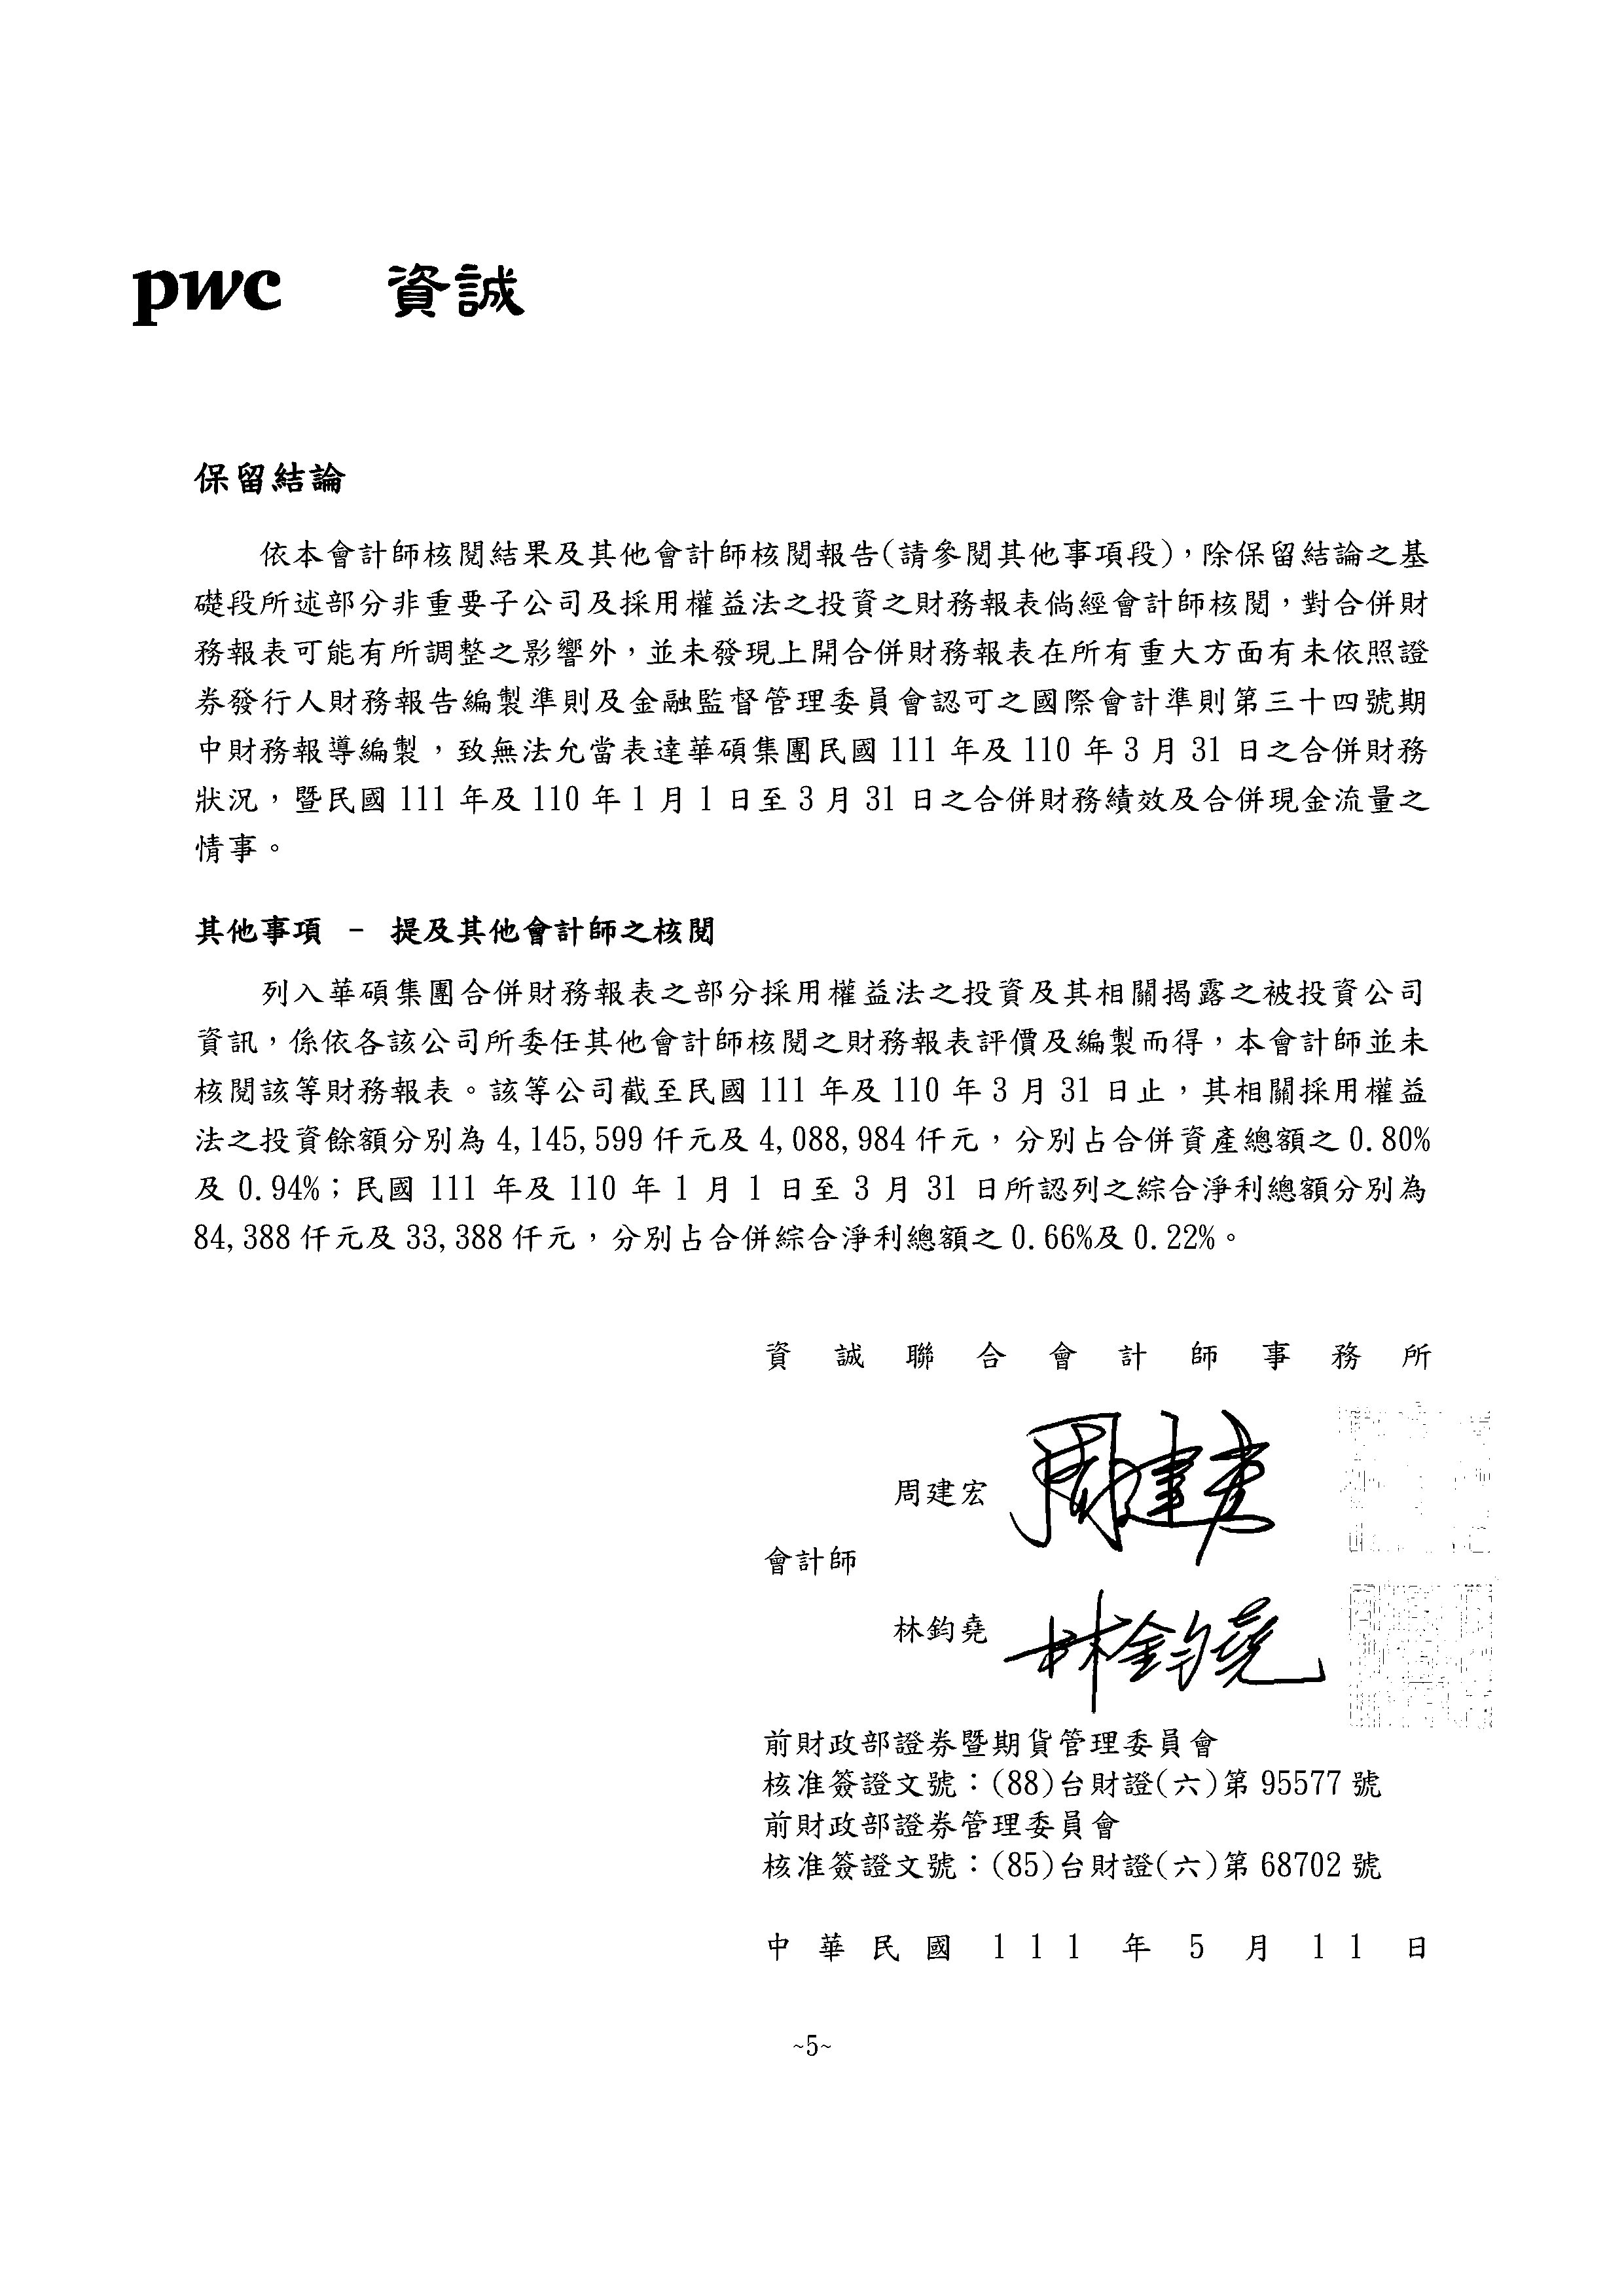 pwc 資誠
保留結論
依本會計師核閱結果及其他會計師核閱報告(請參閱其他事項段)，除保留結論之基
礎段所述部分非重要子公司及採用權益法之投資之財務報表倘經會計師核閱，對合併財
務報表可能有所調整之影響外，並未發現上開合併財務報表在所有重大方面有未依照證
券發行人財務報告編製準則及金融監督管理委員會認可之國際會計準則第三十四號期
中財務報導編製，致無法允當表達華碩集團民國 111 年及 110 年 3 月 31 日之合併財務
狀況，暨民國 111 年及 110 年 1 月 1 日至 3 月 31 日之合併財務績效及合併現金流量之
情事。
其他事項 – 提及其他會計師之核閱
列入華碩集團合併財務報表之部分採用權益法之投資及其相關揭露之被投資公司
資訊，係依各該公司所委任其他會計師核閱之財務報表評價及編製而得，本會計師並未
核閱該等財務報表。該等公司截至民國 111 年及 110 年 3 月 31 日止，其相關採用權益
法之投資餘額分別為 4,145,599 仟元及 4,088,984 仟元，分別占合併資產總額之 0.80%
及 0.94%；民國 111 年及 110 年 1 月 1 日至 3 月 31 日所認列之綜合淨利總額分別為
84,388 仟元及 33,388 仟元，分別占合併綜合淨利總額之 0.66%及 0.22%。
資誠聯合會計師事務所
周建宏 周建宏
會計師
林鈞堯 林鈞堯
前財政部證券暨期貨管理委員會
核准簽證文號：(88)台財證(六)第 95577 號
前財政部證券管理委員會
核准簽證文號：(85)台財證(六)第 68702 號
中華民國 111 年 5 月 11 日
~5~